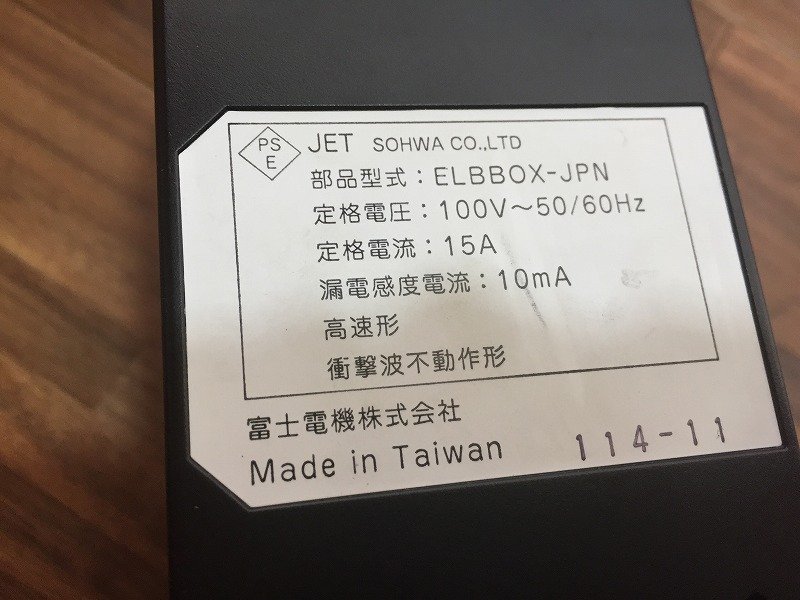 PS
E
JET SOHWA CO.,LTD
部品型式：ELBBOX-JPN
定格電圧：100V～50/60Hz
定格電流：15A
漏電感度電流：10mA
高速形
衝撃波不動作形
富士電機株式会社
Made in Taiwan 114-11